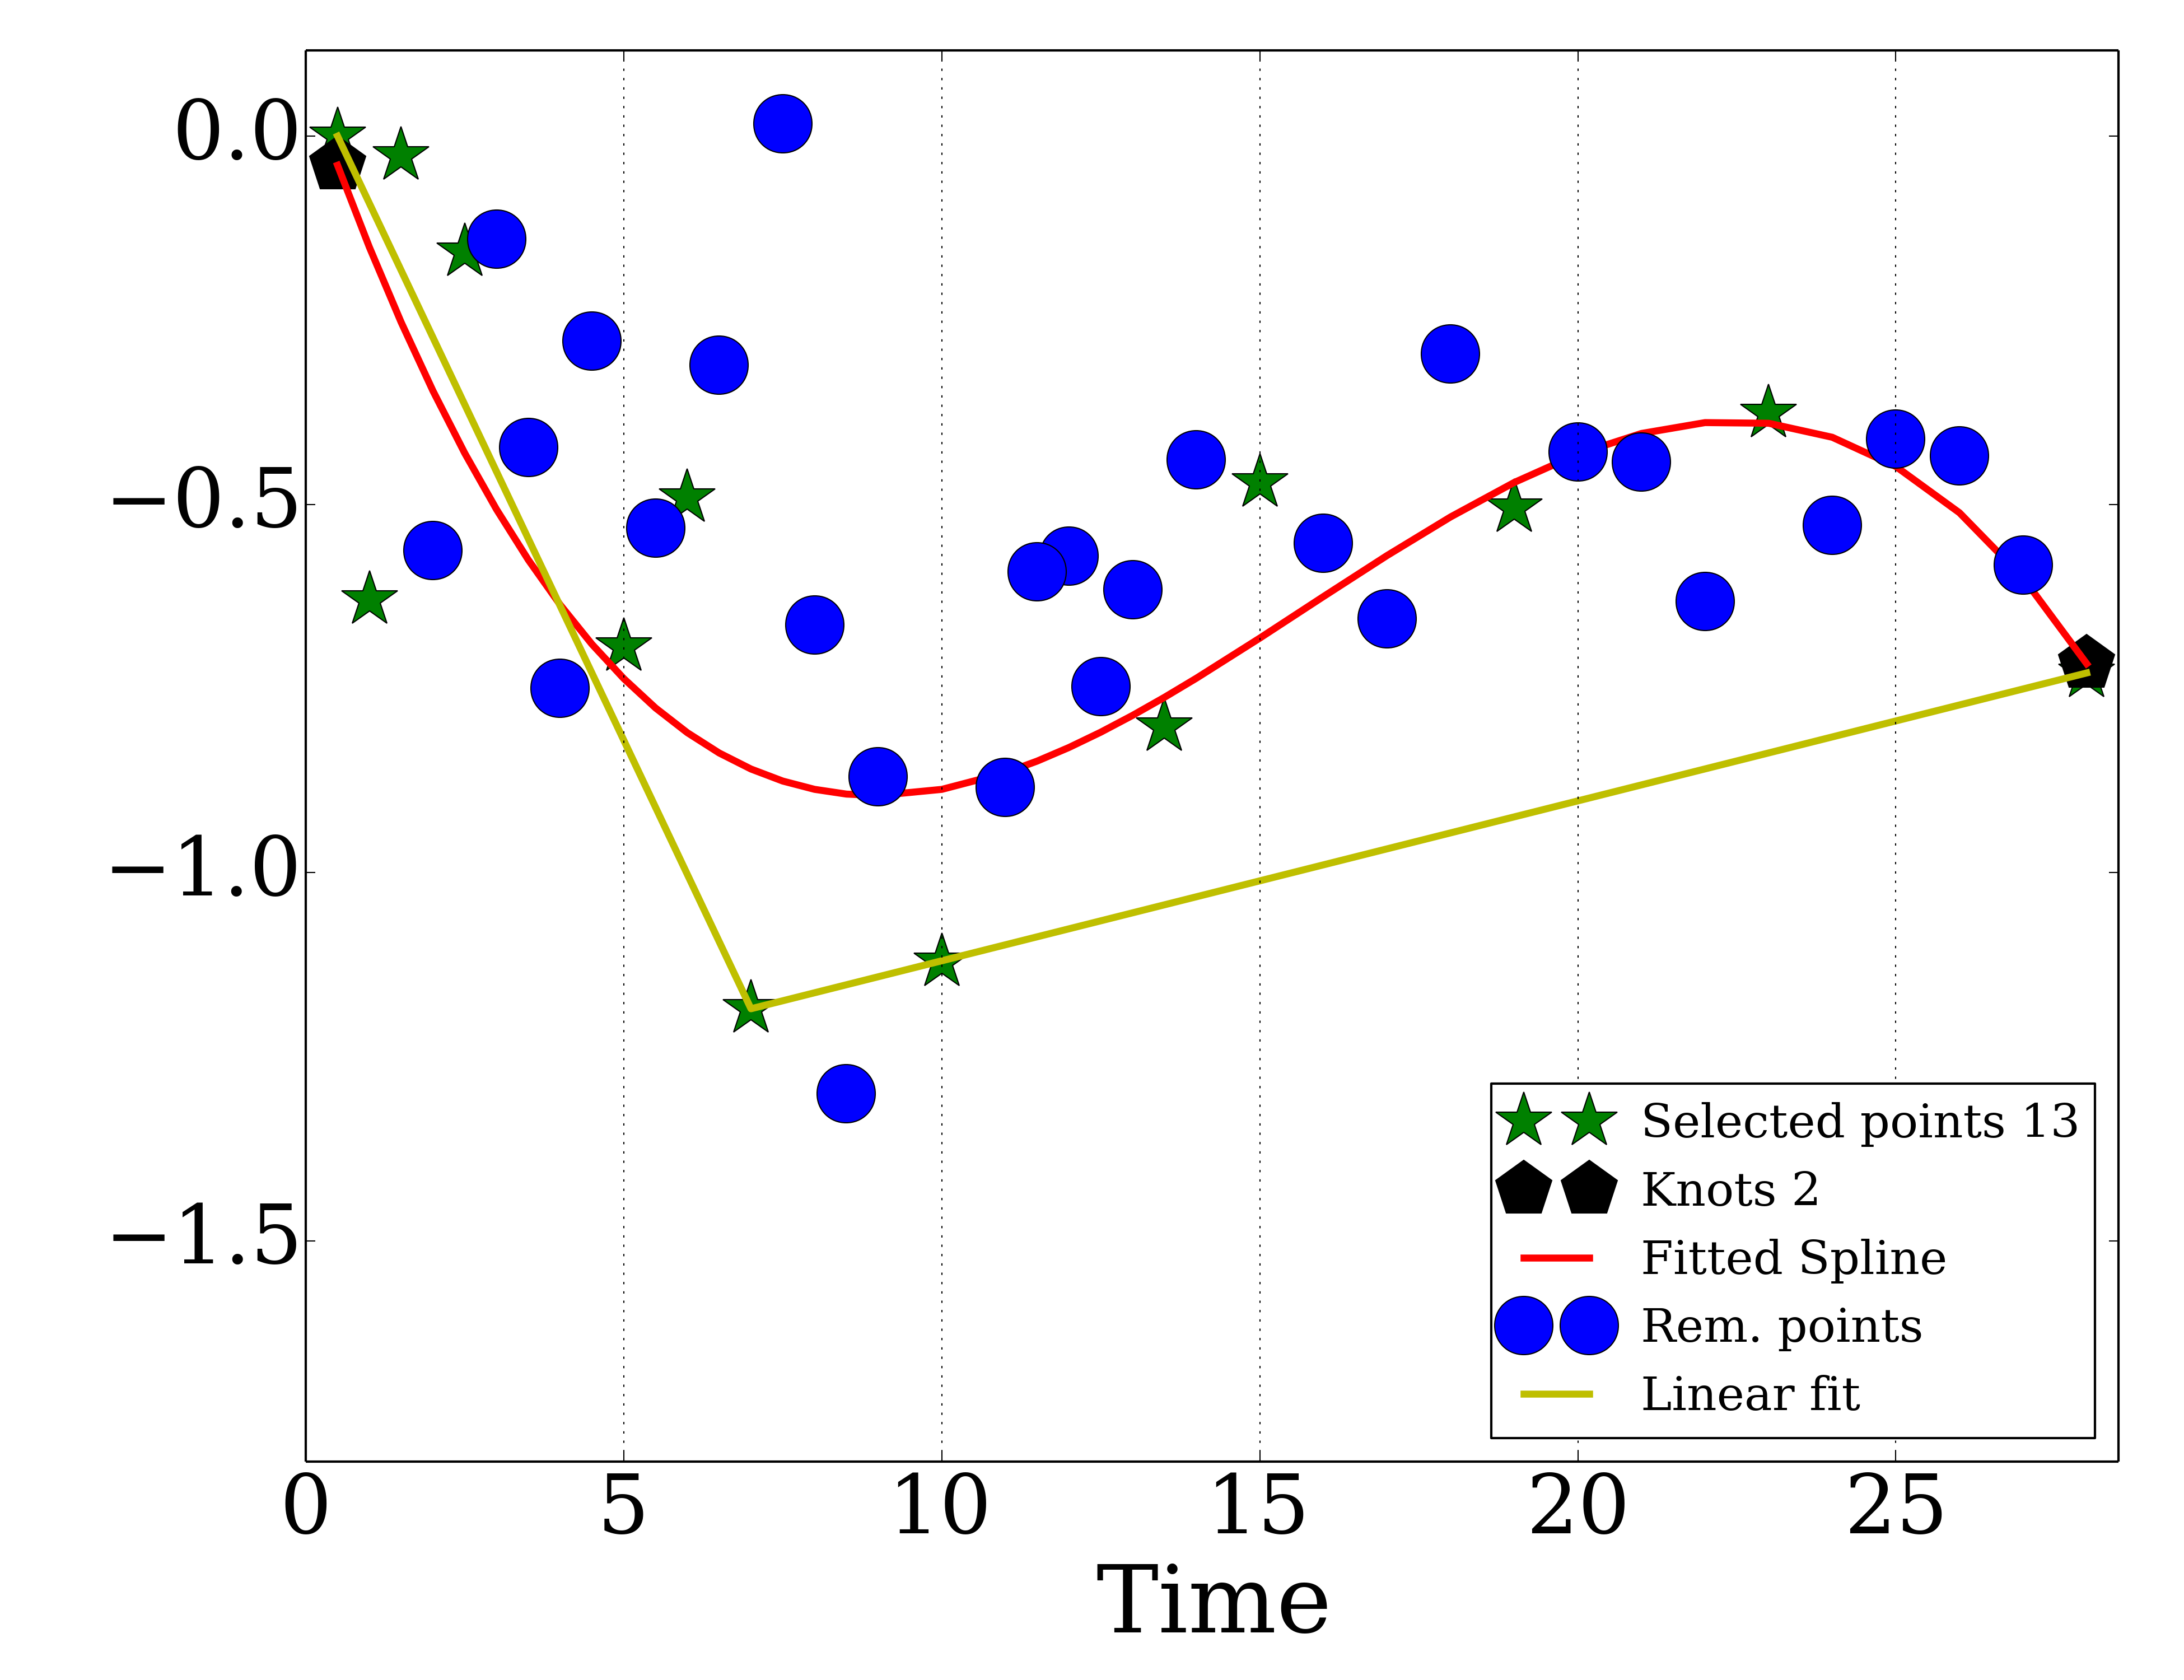 0.0
−0.5
−1.0
−1.5
Selected points 13
Knots 2
Fitted Spline
Rem. points
Linear fit
0 5 10 15 20 25
Time